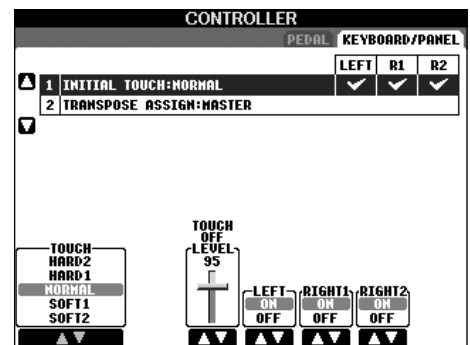 CONTROLLER
PEDAL KEYBOARD/PANEL
LEFT R1 R2
1 INITIAL TOUCH:NORMAL
2 TRANSPOSE ASSIGN:MASTER
TOUCH
HARD2
HARD1
NORMAL
SOFT1
SOFT2
TOUCH
OFF
LEVEL
95
LEFT
ON
OFF
RIGHT1
ON
OFF
RIGHT2
ON
OFF